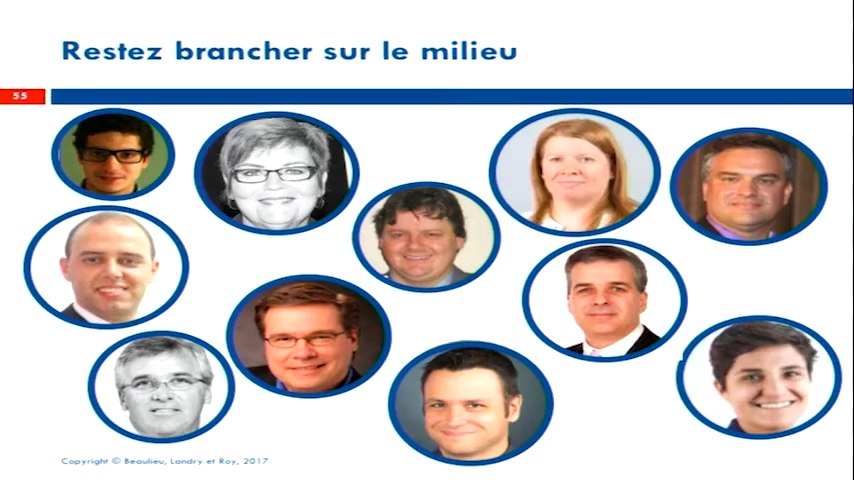 Restez brancher sur le milieu
55
Copyright © Beaulieu, Landry et Roy, 2017